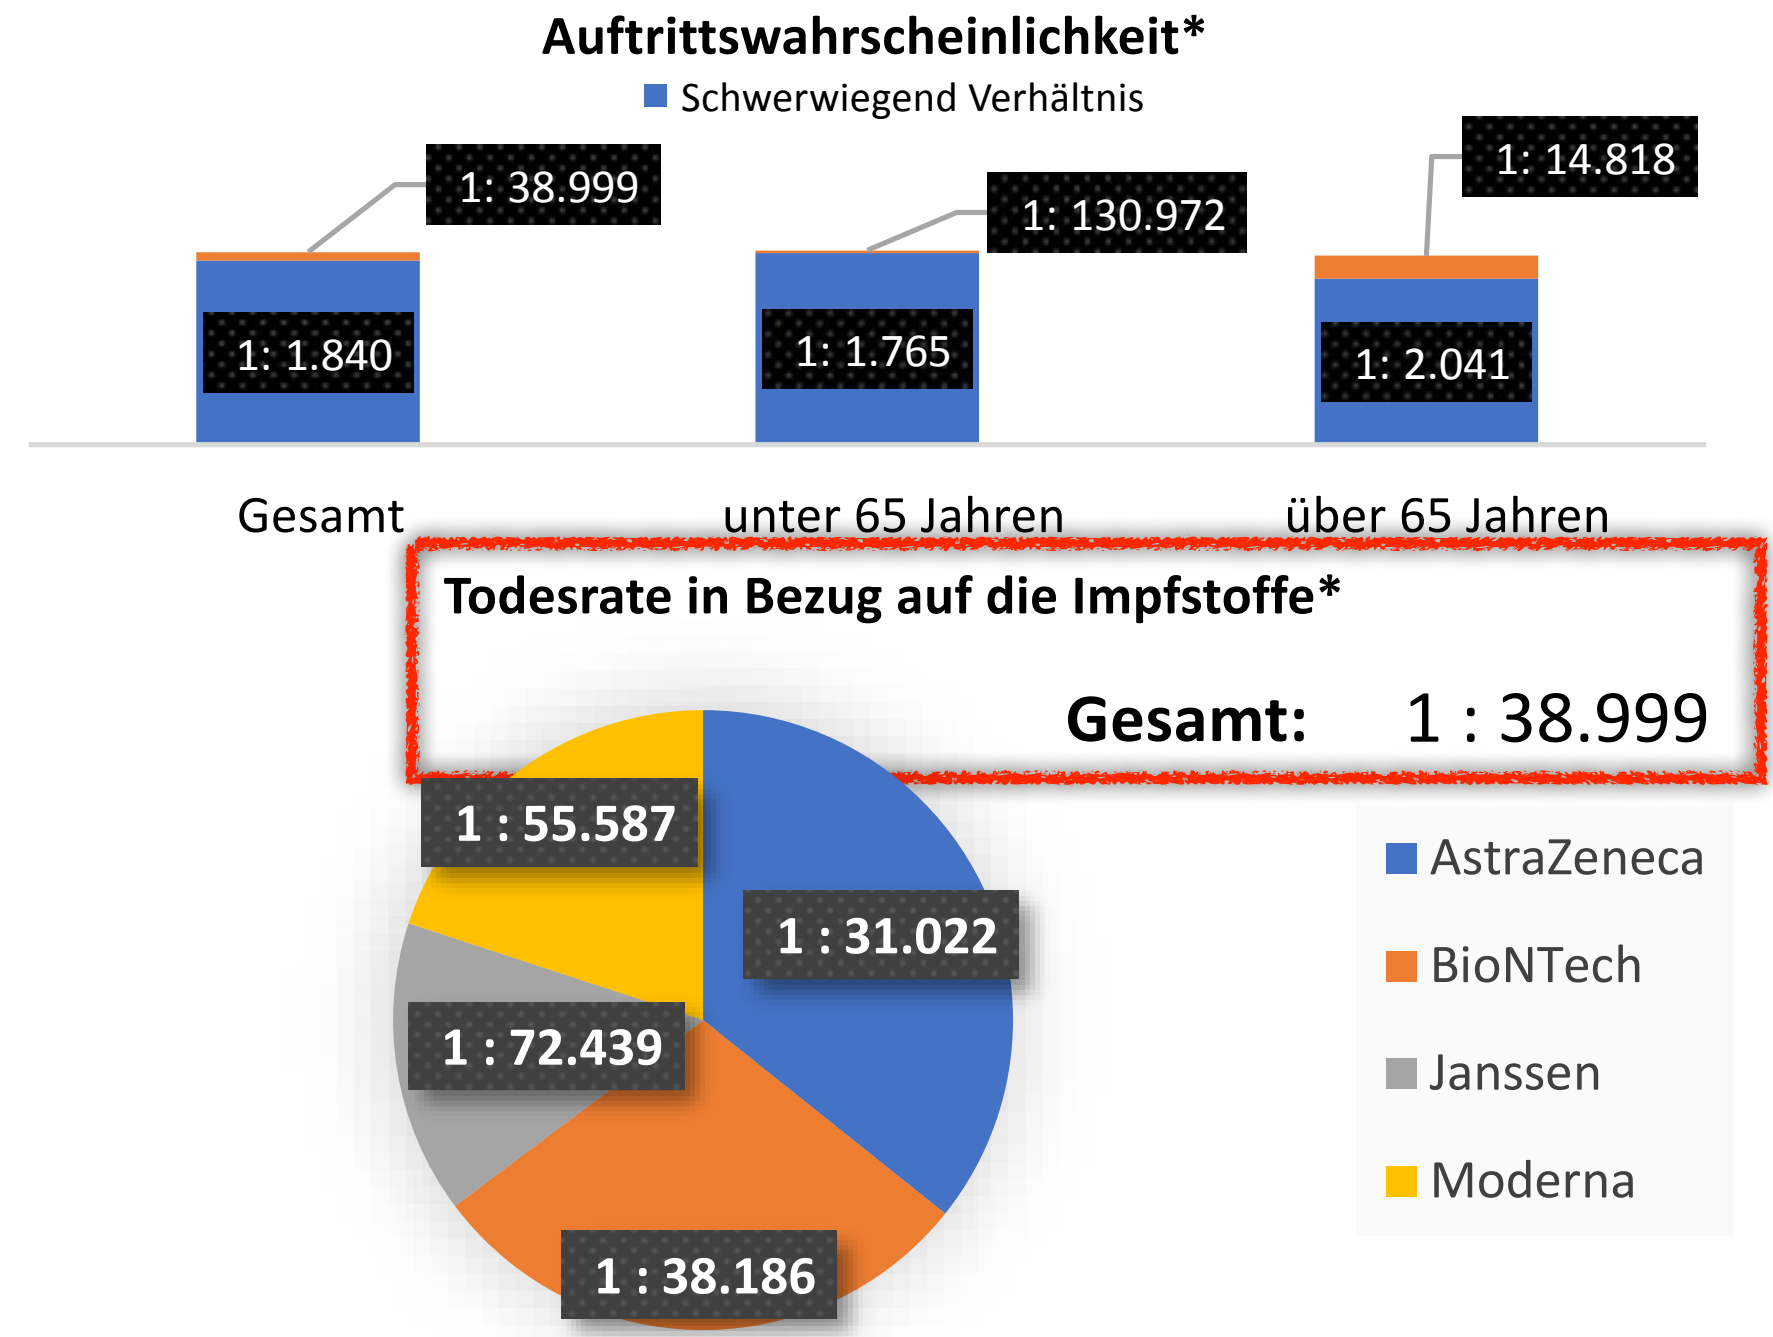 Auftrittswahrscheinlichkeit*
Schwerwiegend Verhältnis
1: 38.999
1: 130.972
1: 14.818
1: 1.840
1: 1.765
1: 2.041
Gesamt
unter 65 Jahren
über 65 Jahren
Todesrate in Bezug auf die Impfstoffe*
Gesamt: 1 : 38.999
1 : 55.587
1 : 31.022
1 : 72.439
1 : 38.186
AstraZeneca
BioNTech
Janssen
Moderna